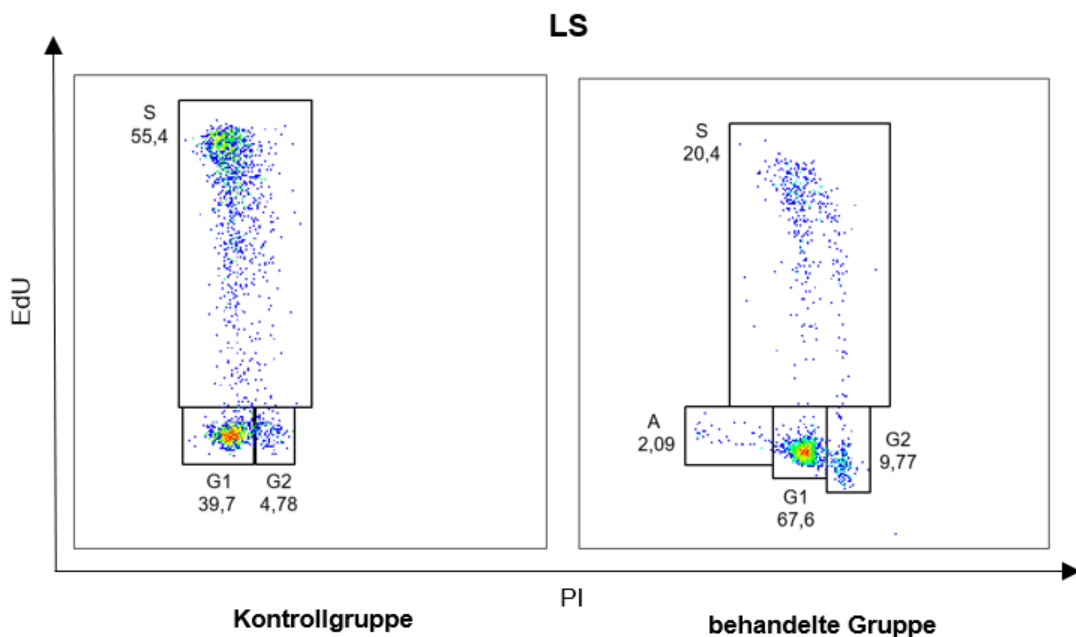 LS
EdU
S
55,4
G1
39,7
G2
4,78
S
20,4
A
2,09
G1
67,6
G2
9,77
PI
Kontrollgruppe
behandelte Gruppe